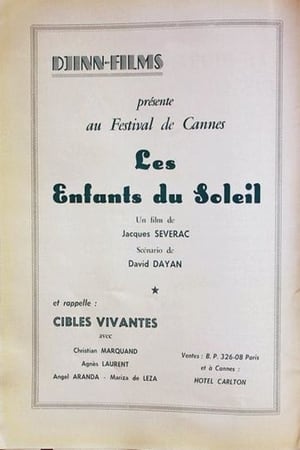 DJINN-FILMS
présente
au Festival de Cannes
Les
Enfants du Soleil
Un film de
Jacques SEVERAC
Scénario de
David DAYAN
et rappelle :
CIBLES VIVANTES
avec
Christian MARQUAND
Agnès LAURENT
Angel ARANDA - Mariza de LEZA
Ventes : B. P. 326-08 Paris
et à Cannes :
HOTEL CARLTON